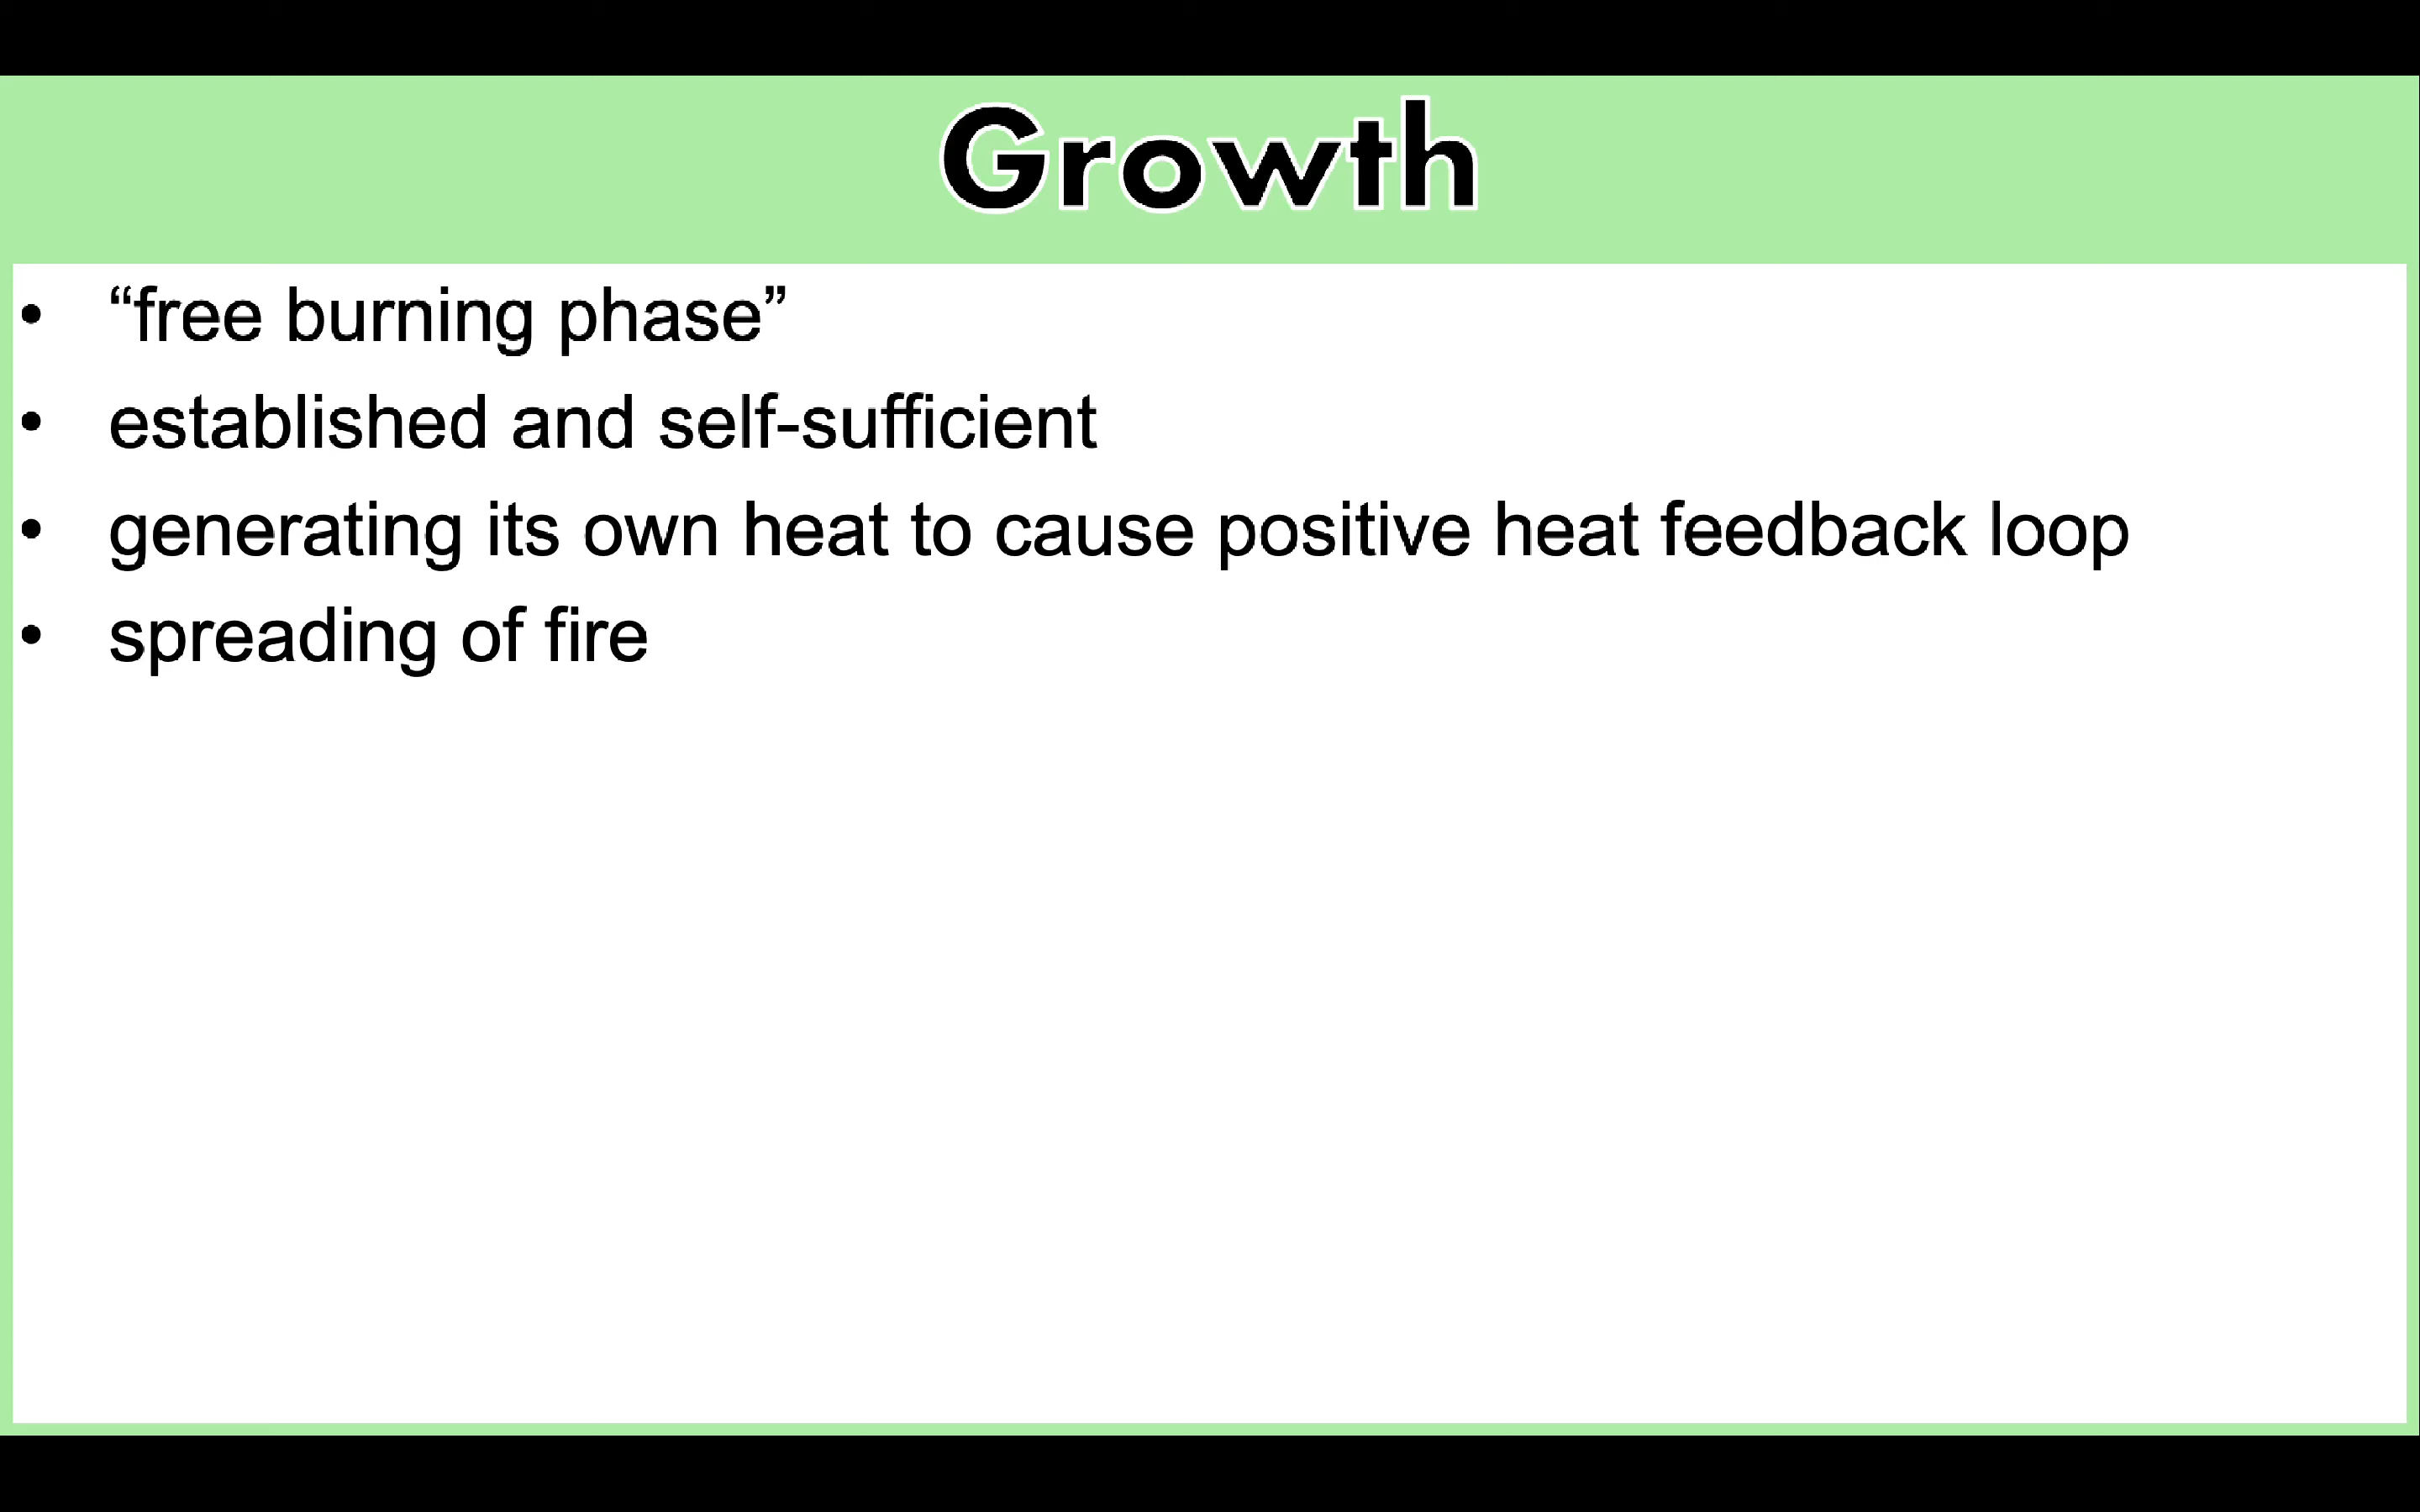 Growth
• “free burning phase”
• established and self-sufficient
• generating its own heat to cause positive heat feedback loop
• spreading of fire